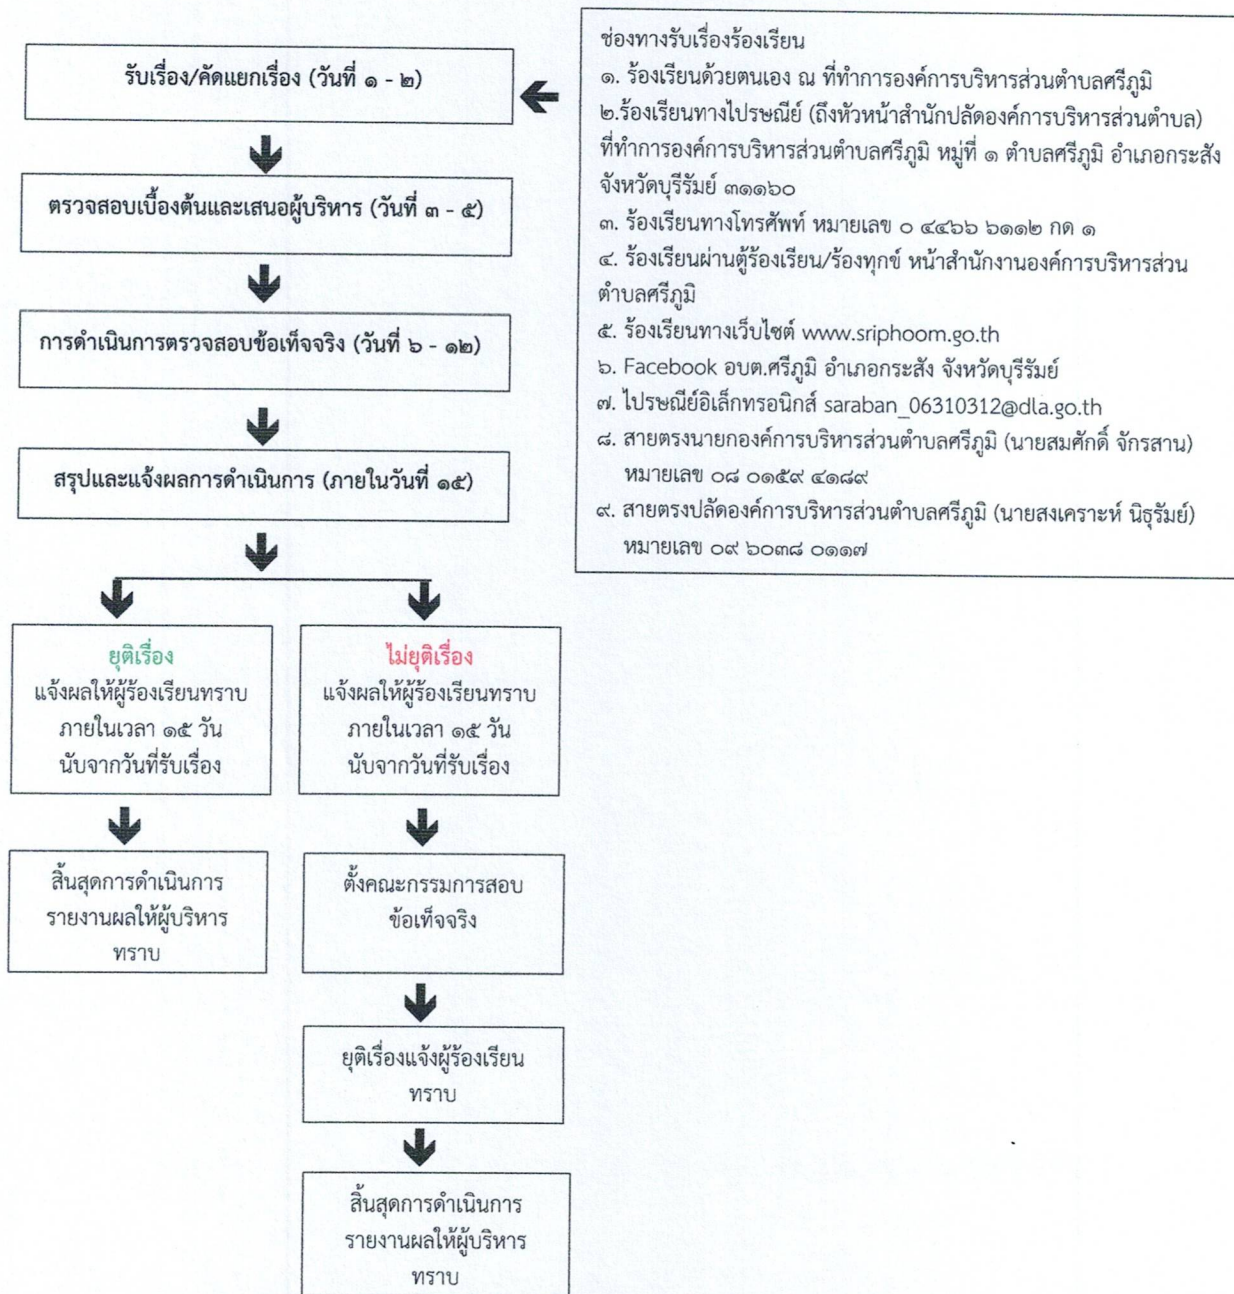 รับเรื่อง/คัดแยกเรื่อง (วันที่ ๑ - ๒)
ตรวจสอบเบื้องต้นและเสนอผู้บริหาร (วันที่ ๓ - ๕)
การดำเนินการตรวจสอบข้อเท็จจริง (วันที่ ๖ - ๑๒)
สรุปและแจ้งผลการดำเนินการ (ภายในวันที่ ๑๕)
ช่องทางรับเรื่องร้องเรียน
๑. ร้องเรียนด้วยตนเอง ณ ที่ทำการองค์การบริหารส่วนตำบลศรีภูมิ
๒.ร้องเรียนทางไปรษณีย์ (ถึงหัวหน้าสำนักปลัดองค์การบริหารส่วนตำบล)
ที่ทำการองค์การบริหารส่วนตำบลศรีภูมิ หมู่ที่ ๑ ตำบลศรีภูมิ อำเภอกระสัง
จังหวัดบุรีรัมย์ ๓๑๑๖๐
๓. ร้องเรียนทางโทรศัพท์ หมายเลข ๐ ๔๔๖๖ ๖๑๑๒ กด ๑
๔. ร้องเรียนผ่านตู้ร้องเรียน/ร้องทุกข์ หน้าสำนักงานองค์การบริหารส่วน
ตำบลศรีภูมิ
๕. ร้องเรียนทางเว็บไซต์ www.sriphoom.go.th
๖. Facebook อบต.ศรีภูมิ อำเภอกระสัง จังหวัดบุรีรัมย์
๗. ไปรษณีย์อิเล็กทรอนิกส์ saraban_06310312@dla.go.th
๘. สายตรงนายกองค์การบริหารส่วนตำบลศรีภูมิ (นายสมศักดิ์ จักรสาน)
หมายเลข ๐๘ ๐๑๕๙ ๔๑๘๙
๙. สายตรงปลัดองค์การบริหารส่วนตำบลศรีภูมิ (นายสงเคราะห์ นิธุรัมย์)
หมายเลข ๐๙ ๖๐๓๘ ๐๑๑๗
ยุติเรื่อง
แจ้งผลให้ผู้ร้องเรียนทราบ
ภายในเวลา ๑๕ วัน
นับจากวันที่รับเรื่อง
สิ้นสุดการดำเนินการ
รายงานผลให้ผู้บริหาร
ทราบ
ไม่ยุติเรื่อง
แจ้งผลให้ผู้ร้องเรียนทราบ
ภายในเวลา ๑๕ วัน
นับจากวันที่รับเรื่อง
ตั้งคณะกรรมการสอบ
ข้อเท็จจริง
ยุติเรื่องแจ้งผู้ร้องเรียน
ทราบ
สิ้นสุดการดำเนินการ
รายงานผลให้ผู้บริหาร
ทราบ